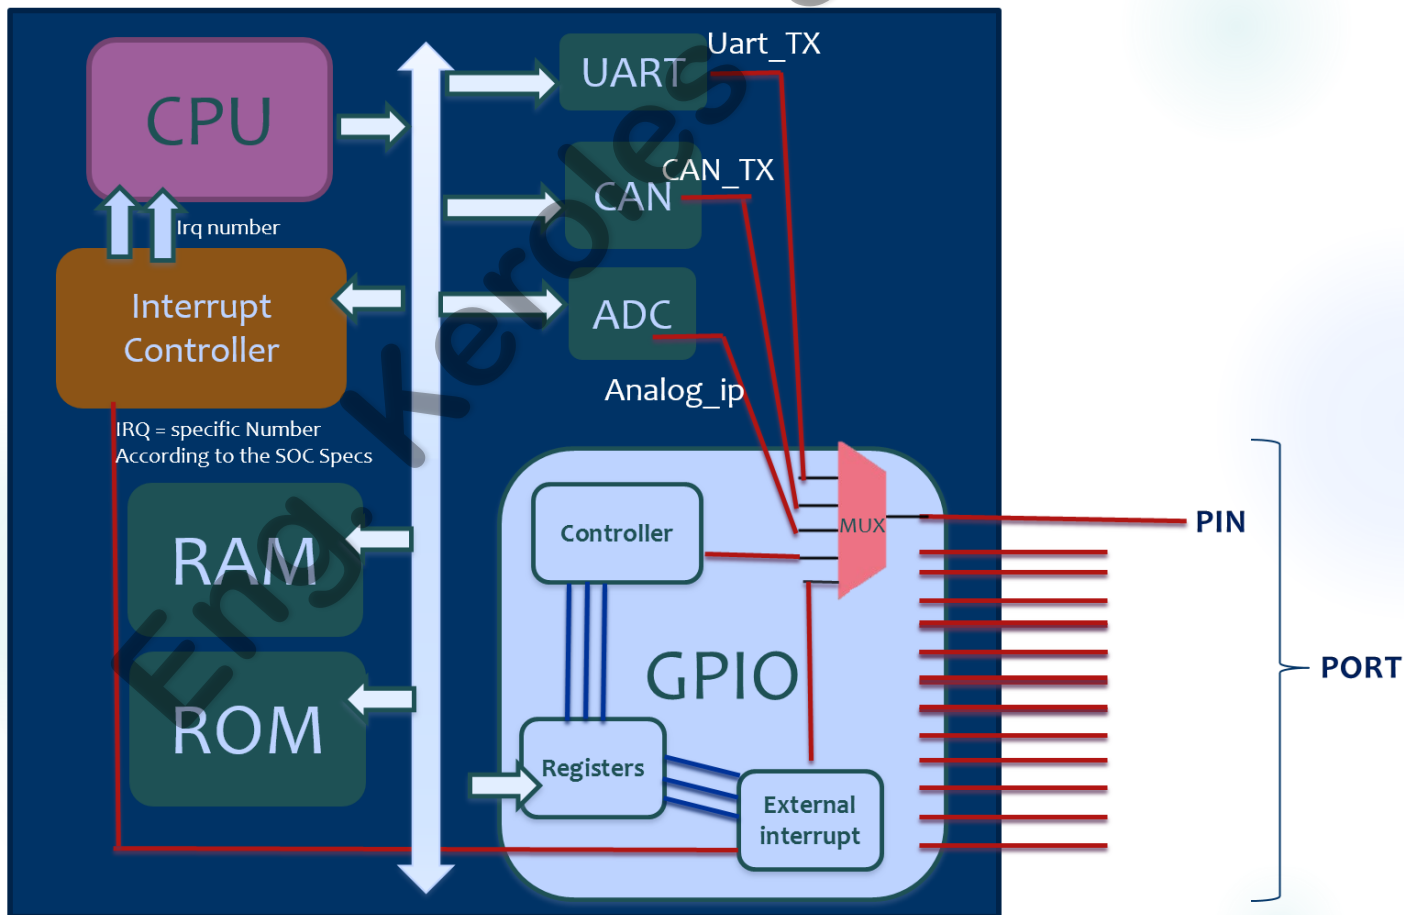 CPU
Irq number
Interrupt
Controller
IRQ = specific Number
According to the SOC Specs
RAM
ROM
UART
Uart_TX
CAN
CAN_TX
ADC
Analog_ip
Controller
MUX
GPIO
Registers
External
interrupt
PIN
PORT
Eng. Keroles